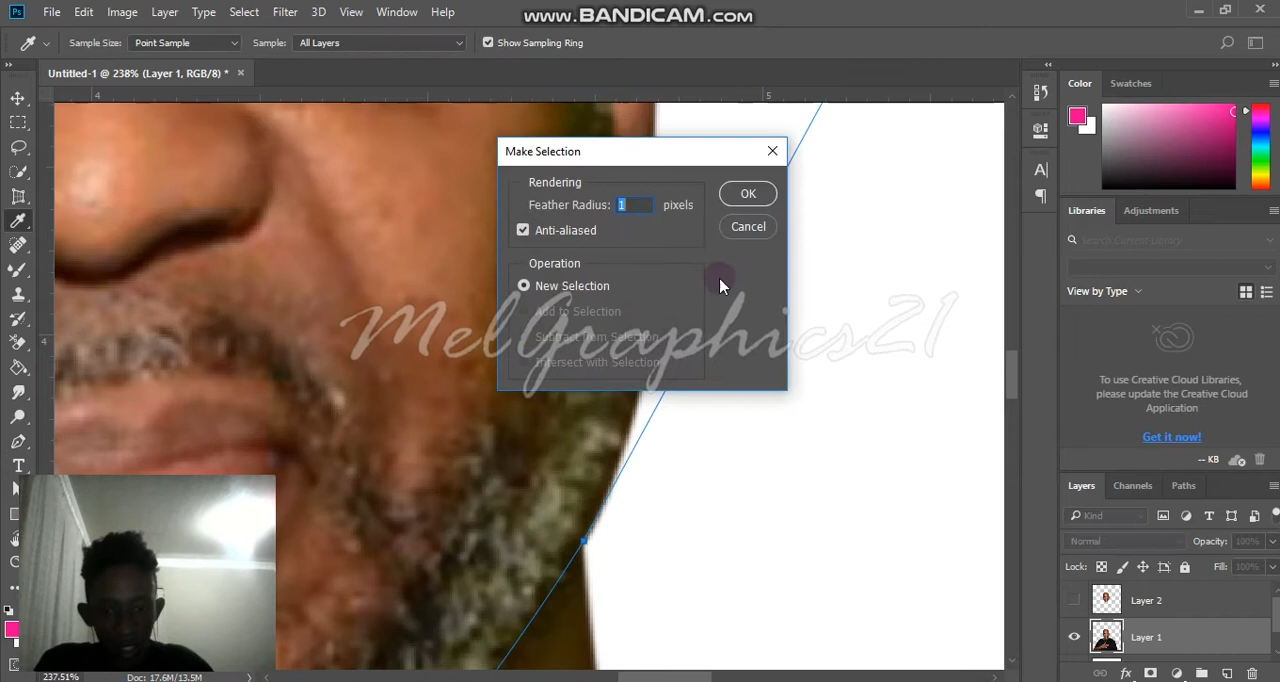 Ps File Edit Image Layer Type Select Filter 3D View Window Help
www.BANDICAM.com
Sample Size: Point Sample Sample: All Layers Show Sampling Ring
Untitled-1 @ 238% (Layer 1, RGB/8) *
4 5
Color Swatches
Make Selection
Rendering
Feather Radius: 1 pixels
OK
Anti-aliased
Cancel
Operation
New Selection
Add to Selection
Subtract from Selection
Intersect with Selection
MelGraphics21
4
Libraries Adjustments
Search Current Library
View by Type
To use Creative Cloud Libraries,
please update the Creative Cloud
Application
Get it now!
-- KB
Layers Channels Paths
Kind
Normal Opacity: 100%
Lock: Fill: 100%
Layer 2
Layer 1
237.51% Doc: 17.6M/13.5M